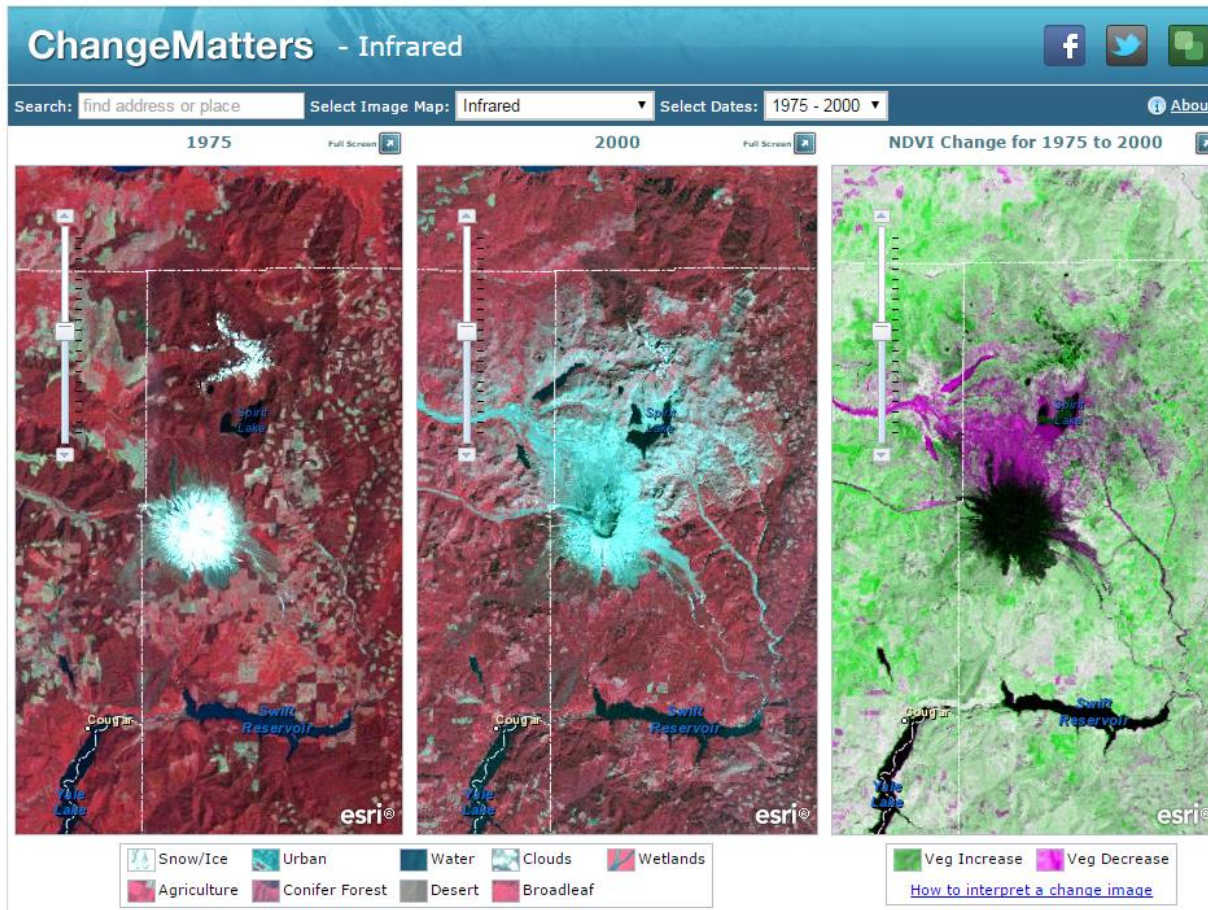 ChangeMatters - Infrared
f
Search: find address or place Select Image Map: Infrared Select Dates: 1975 - 2000 Abou
1975 Full Screen 2000 Full Screen NDVI Change for 1975 to 2000
Spirit
Lake
Cougar
Swift
Reservoir
Yale
Lake
esri®
Spirit
Lake
Cougar
Swift
Reservoir
Yale
Lake
esri®
Spirit
Lake
Cougar
Swift
Reservoir
Yale
Lake
esri®
Snow/Ice Urban Water Clouds Wetlands
Agriculture Conifer Forest Desert Broadleaf
Veg Increase Veg Decrease
How to interpret a change image